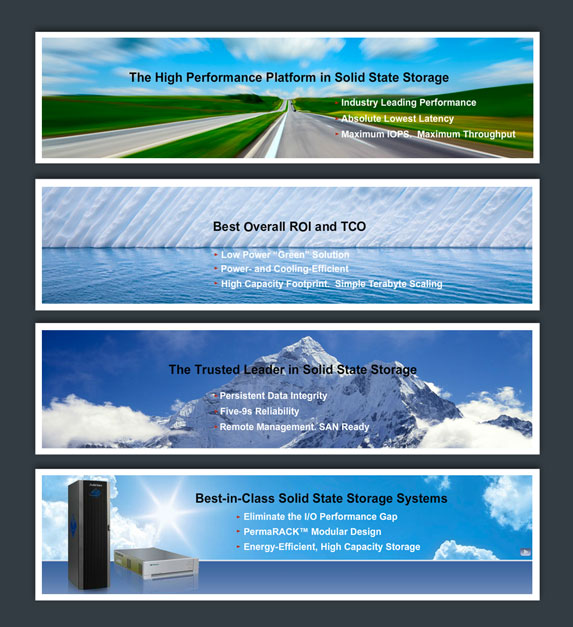 The High Performance Platform in Solid State Storage
Industry Leading Performance
Absolute Lowest Latency
Maximum IOPS. Maximum Throughput
Best Overall ROI and TCO
Low Power "Green" Solution
Power- and Cooling-Efficient
High Capacity Footprint. Simple Terabyte Scaling
The Trusted Leader in Solid State Storage
Persistent Data Integrity
Five-9s Reliability
Remote Management. SAN Ready
Best-in-Class Solid State Storage Systems
Eliminate the I/O Performance Gap
PermaRACK™ Modular Design
Energy-Efficient, High Capacity Storage